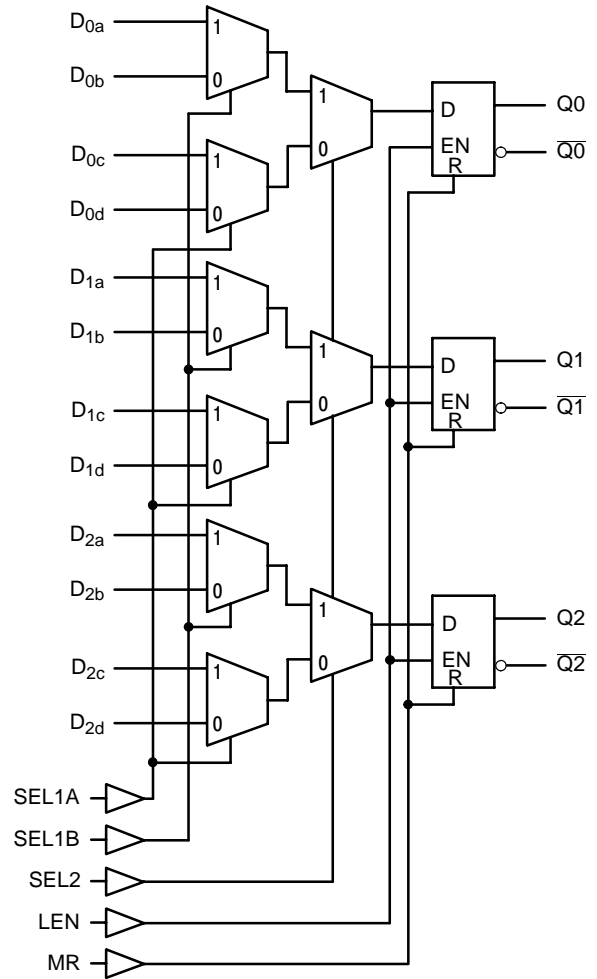 D0a 1
D0b 0
1 D Q0
EN Q0
R
D0c 1 0
D0d 0
D1a 1
D1b 0
1 D Q1
EN Q1
R
D1c 1 0
D1d 0
D2a 1
D2b 0
1 D Q2
EN Q2
R
D2c 1 0
D2d 0
SEL1A
SEL1B
SEL2
LEN
MR